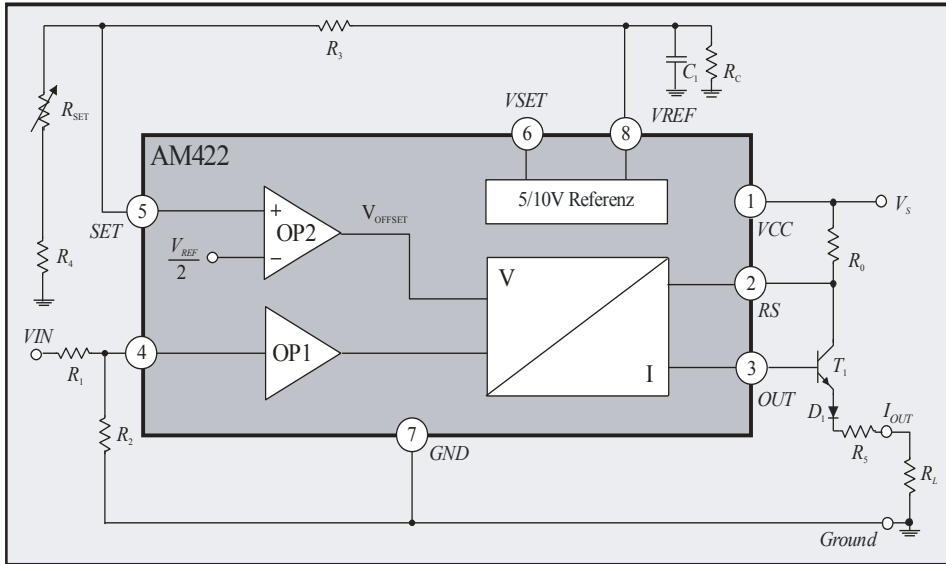 R3
C1
RC
RSET
VSET
VREF
6
8
AM422
5/10V Referenz
5
SET
+
OP2
−
VOFFSET
VREF
2
1
VCC
VS
R0
R4
V
2
RS
VIN
R1
4
OP1
I
3
OUT
T1
D1
IOUT
R5
R2
7
GND
RL
Ground